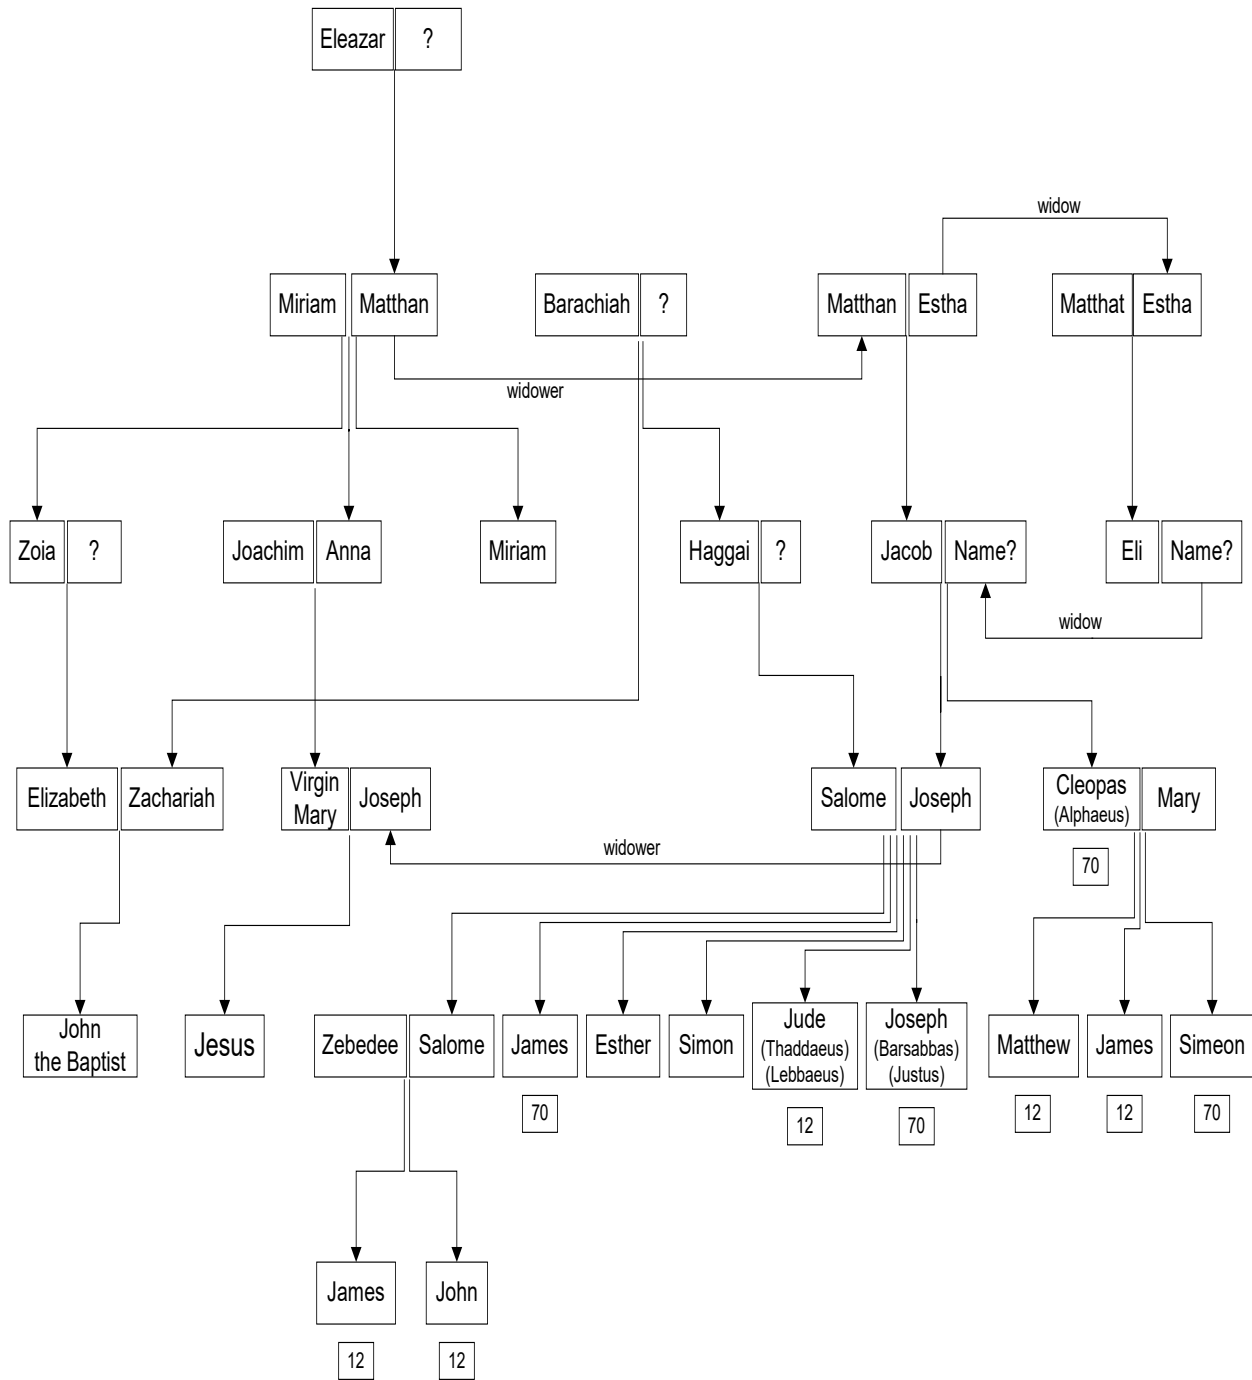 Eleazar
?
widow
Miriam
Matthan
Barachiah
?
Matthan
Estha
Matthat
Estha
widower
Zoia
?
Joachim
Anna
Miriam
Haggai
?
Jacob
Name?
Eli
Name?
widow
Elizabeth
Zachariah
Virgin
Mary
Joseph
Salome
Joseph
Cleopas
(Alphaeus)
Mary
widower
70
John
the Baptist
Jesus
Zebedee
Salome
James
Esther
Simon
Jude
(Thaddaeus)
(Lebbaeus)
Joseph
(Barsabbas)
(Justus)
Matthew
James
Simeon
70
12
70
12
12
70
James
John
12
12